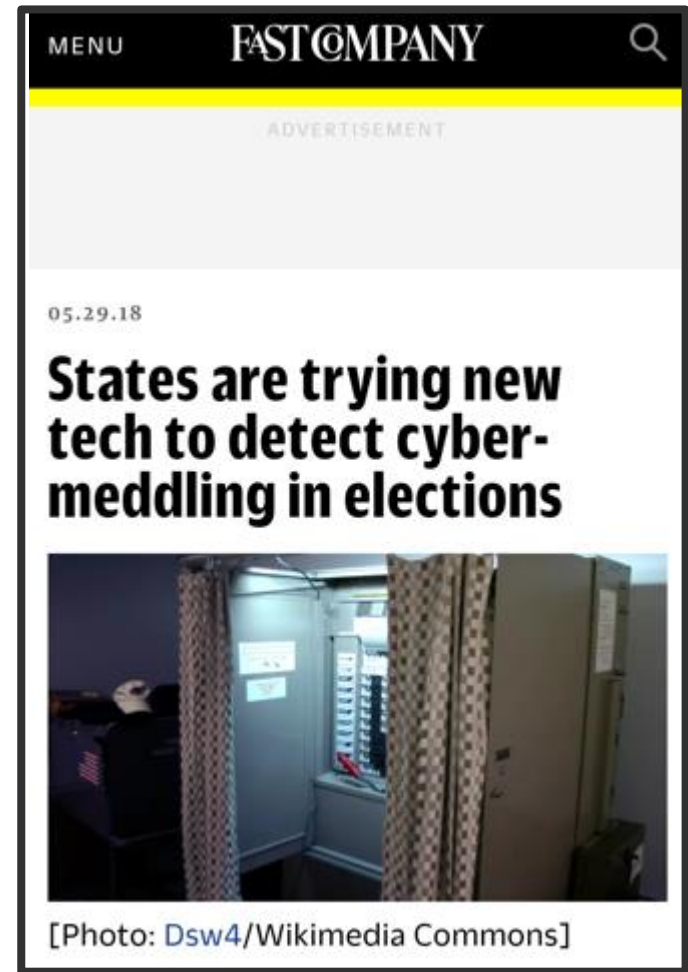 MENU FAST COMPANY
ADVERTISEMENT
05.29.18
States are trying new
tech to detect cyber-
meddling in elections
[Photo: Dsw4/Wikimedia Commons]